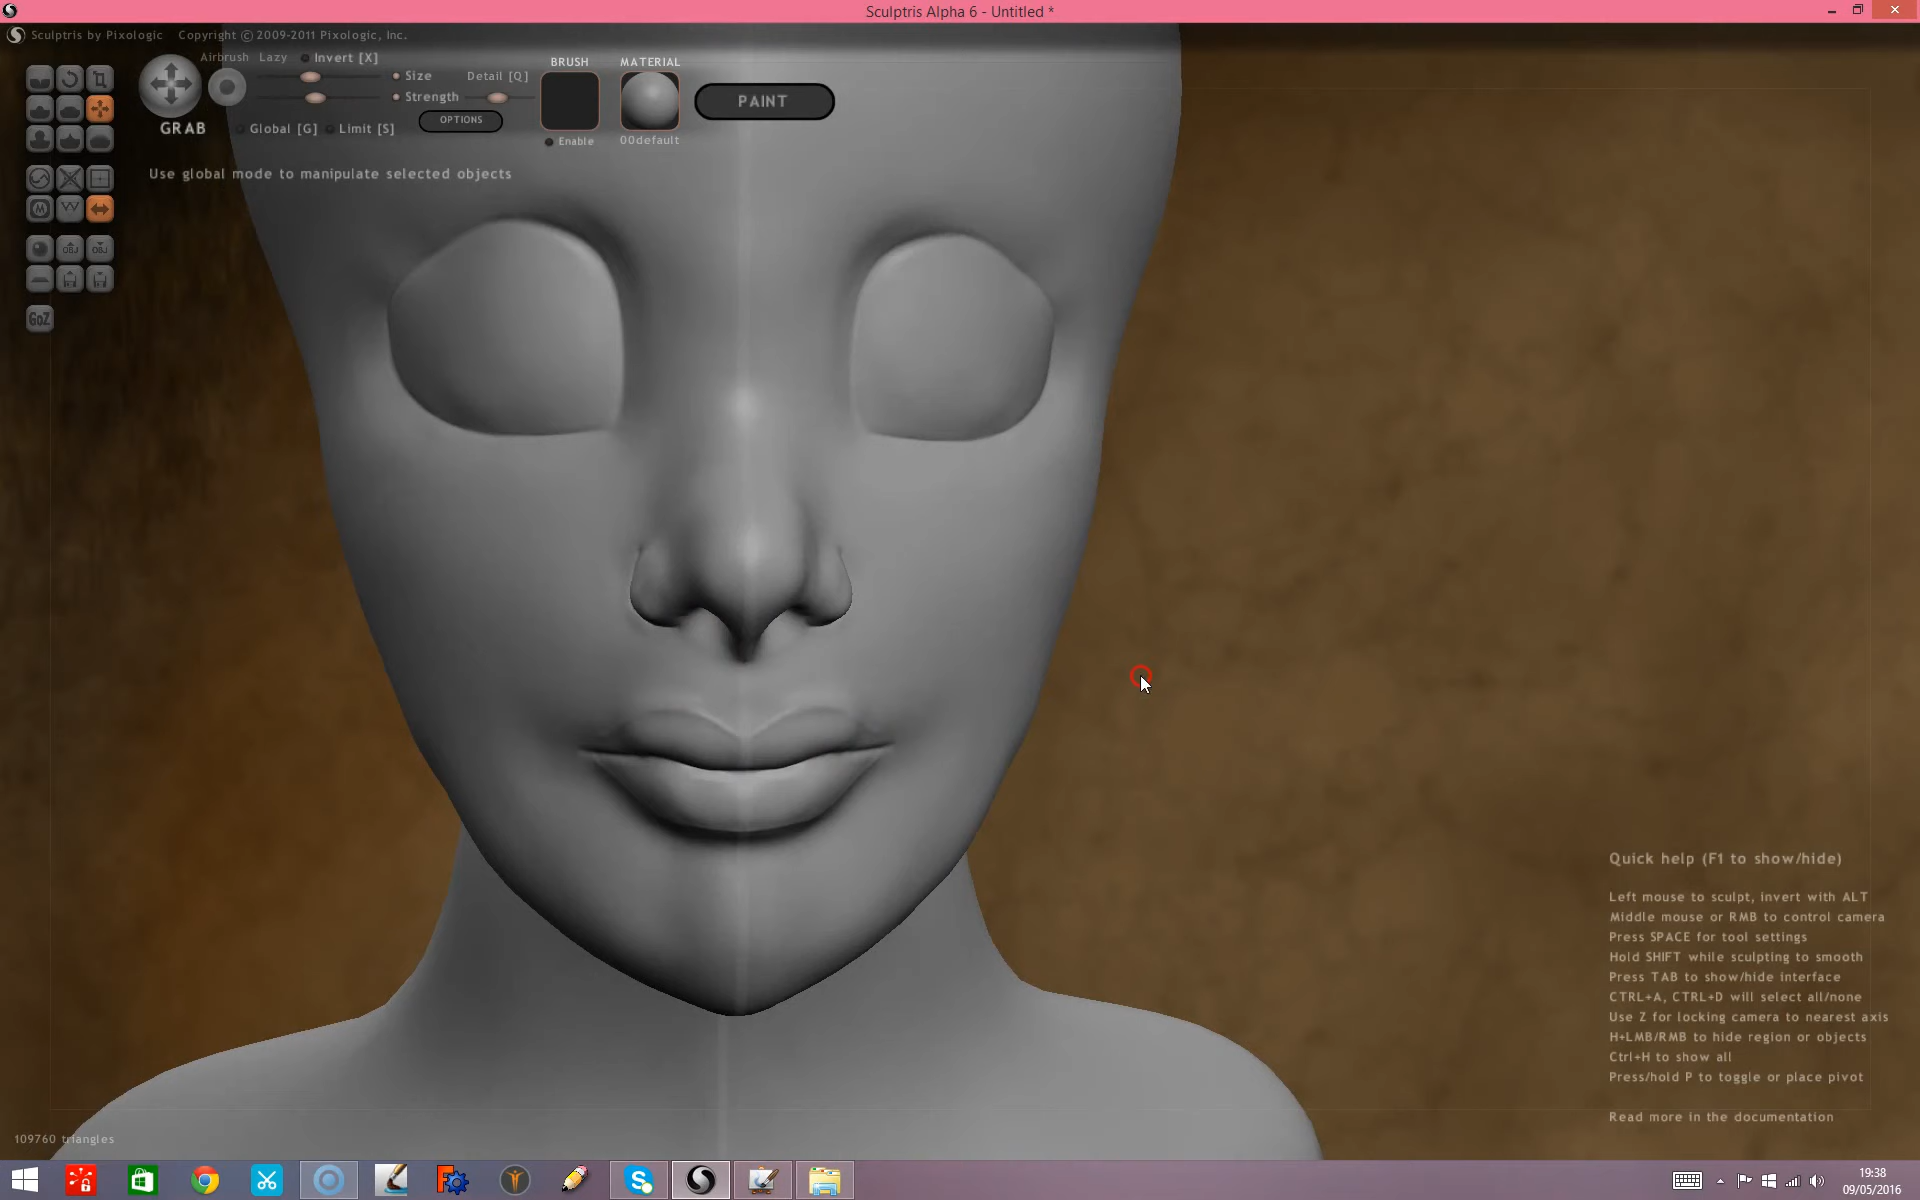 Sculptris Alpha 6 - Untitled *
Sculptris by Pixologic Copyright © 2009-2011 Pixologic, Inc.
Airbrush Lazy Invert [X]
Size Detail [Q]
Strength
OPTIONS
GRAB
Global [G] Limit [S]
BRUSH
Enable
MATERIAL
00default
PAINT
Use global mode to manipulate selected objects
OBJ OBJ
GoZ
Quick help (F1 to show/hide)
Left mouse to sculpt, invert with ALT
Middle mouse or RMB to control camera
Press SPACE for tool settings
Hold SHIFT while sculpting to smooth
Press TAB to show/hide interface
CTRL+A, CTRL+D will select all/none
Use Z for locking camera to nearest axis
H+LMB/RMB to hide region or objects
Ctrl+H to show all
Press/hold P to toggle or place pivot
Read more in the documentation
109760 triangles
19:38
09/05/2016